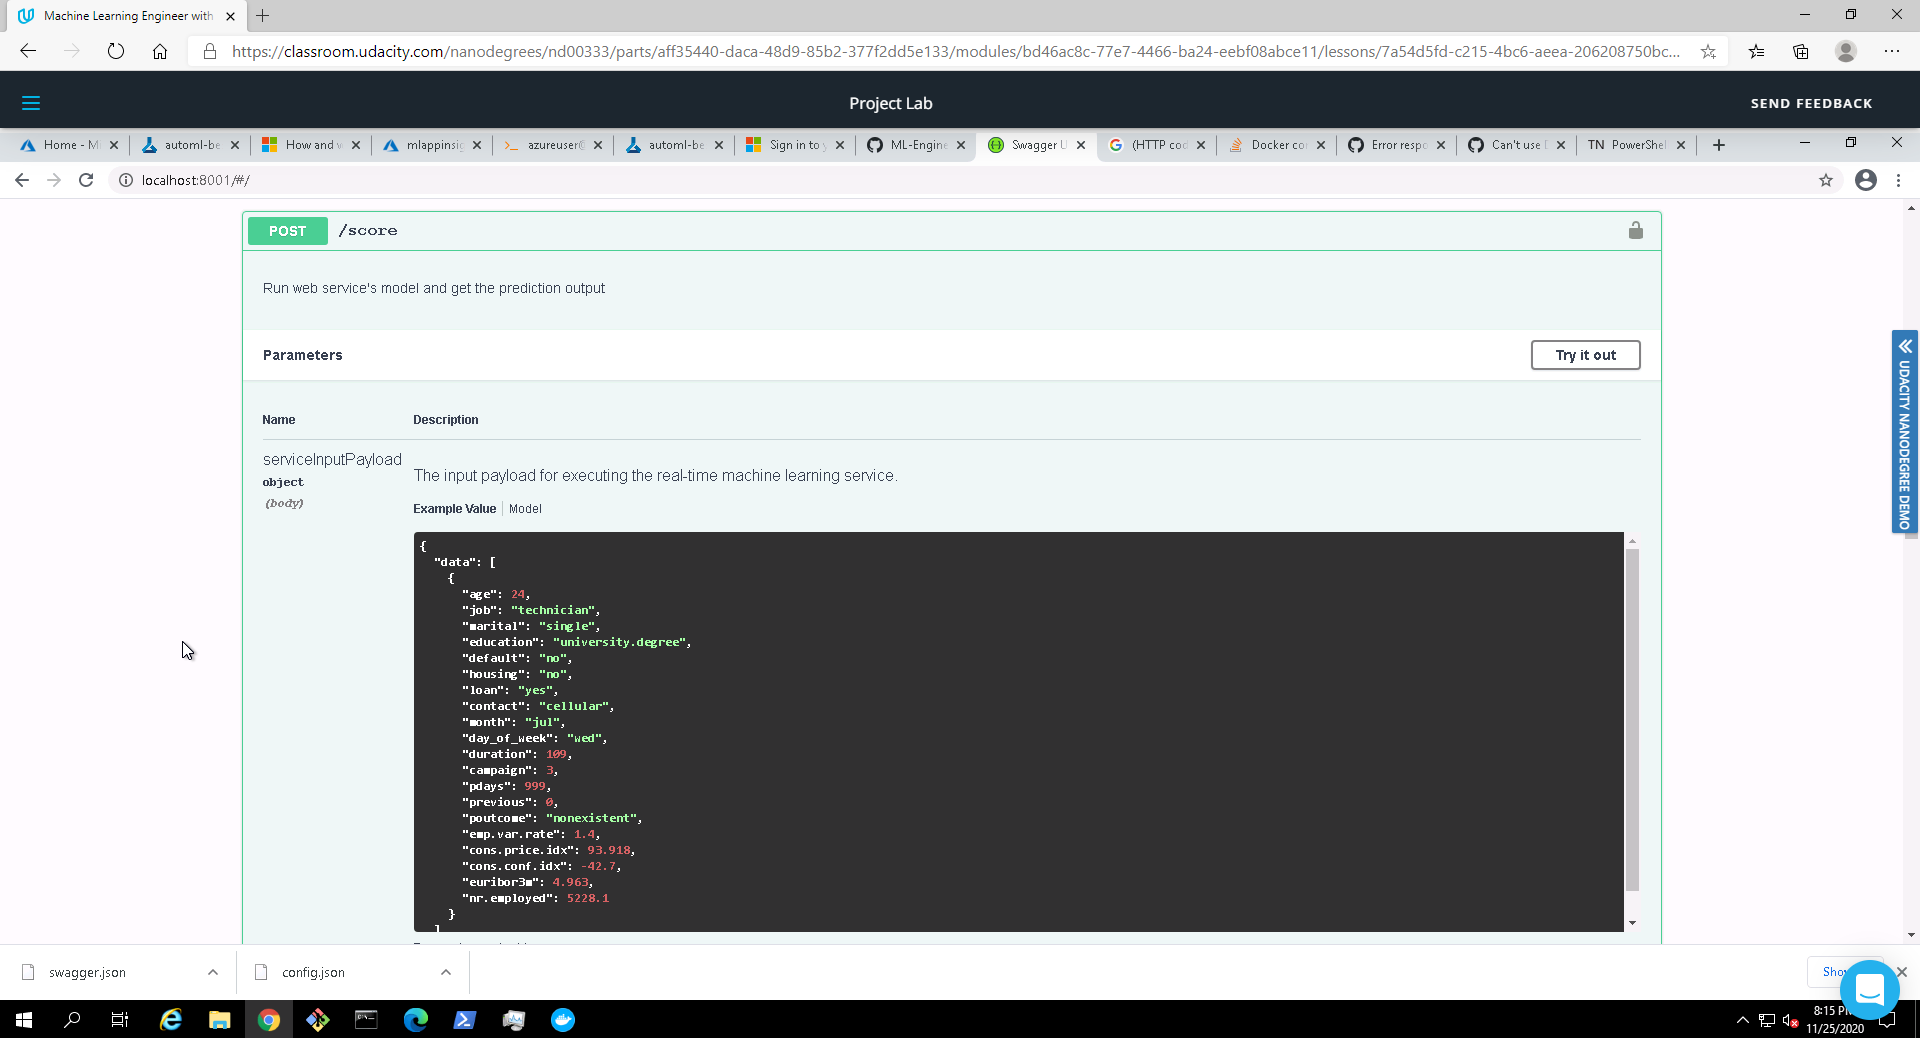 Machine Learning Engineer with
https://classroom.udacity.com/nanodegrees/nd00333/parts/aff35440-daca-48d9-85b2-377f2dd5e133/modules/bd46ac8c-77e7-4466-ba24-eebf08abce11/lessons/7a54d5fd-c215-4bc6-aeea-206208750bc...
Project Lab
SEND FEEDBACK
Home - M
automl-be
How and
mlappinsi
azureuser@
automl-be
Sign in to
ML-Engine
Swagger U
(HTTP co
Docker co
Error resp
Can't use
TN PowerShel
localhost:8001/#/
POST /score
Run web service's model and get the prediction output
Parameters
Try it out
Name Description
serviceInputPayload
object
(body)
The input payload for executing the real-time machine learning service.
Example Value Model
{
"data": [
{
"age": 24,
"job": "technician",
"marital": "single",
"education": "university.degree",
"default": "no",
"housing": "no",
"loan": "yes",
"contact": "cellular",
"month": "jul",
"day_of_week": "wed",
"duration": 109,
"campaign": 3,
"pdays": 999,
"previous": 0,
"poutcome": "nonexistent",
"emp.var.rate": 1.4,
"cons.price.idx": 93.918,
"cons.conf.idx": -42.7,
"euribor3m": 4.963,
"nr.employed": 5228.1
}
]
UDACITY NANODEGREE DEMO
swagger.json
config.json
Show
8:15 PM
11/25/2020